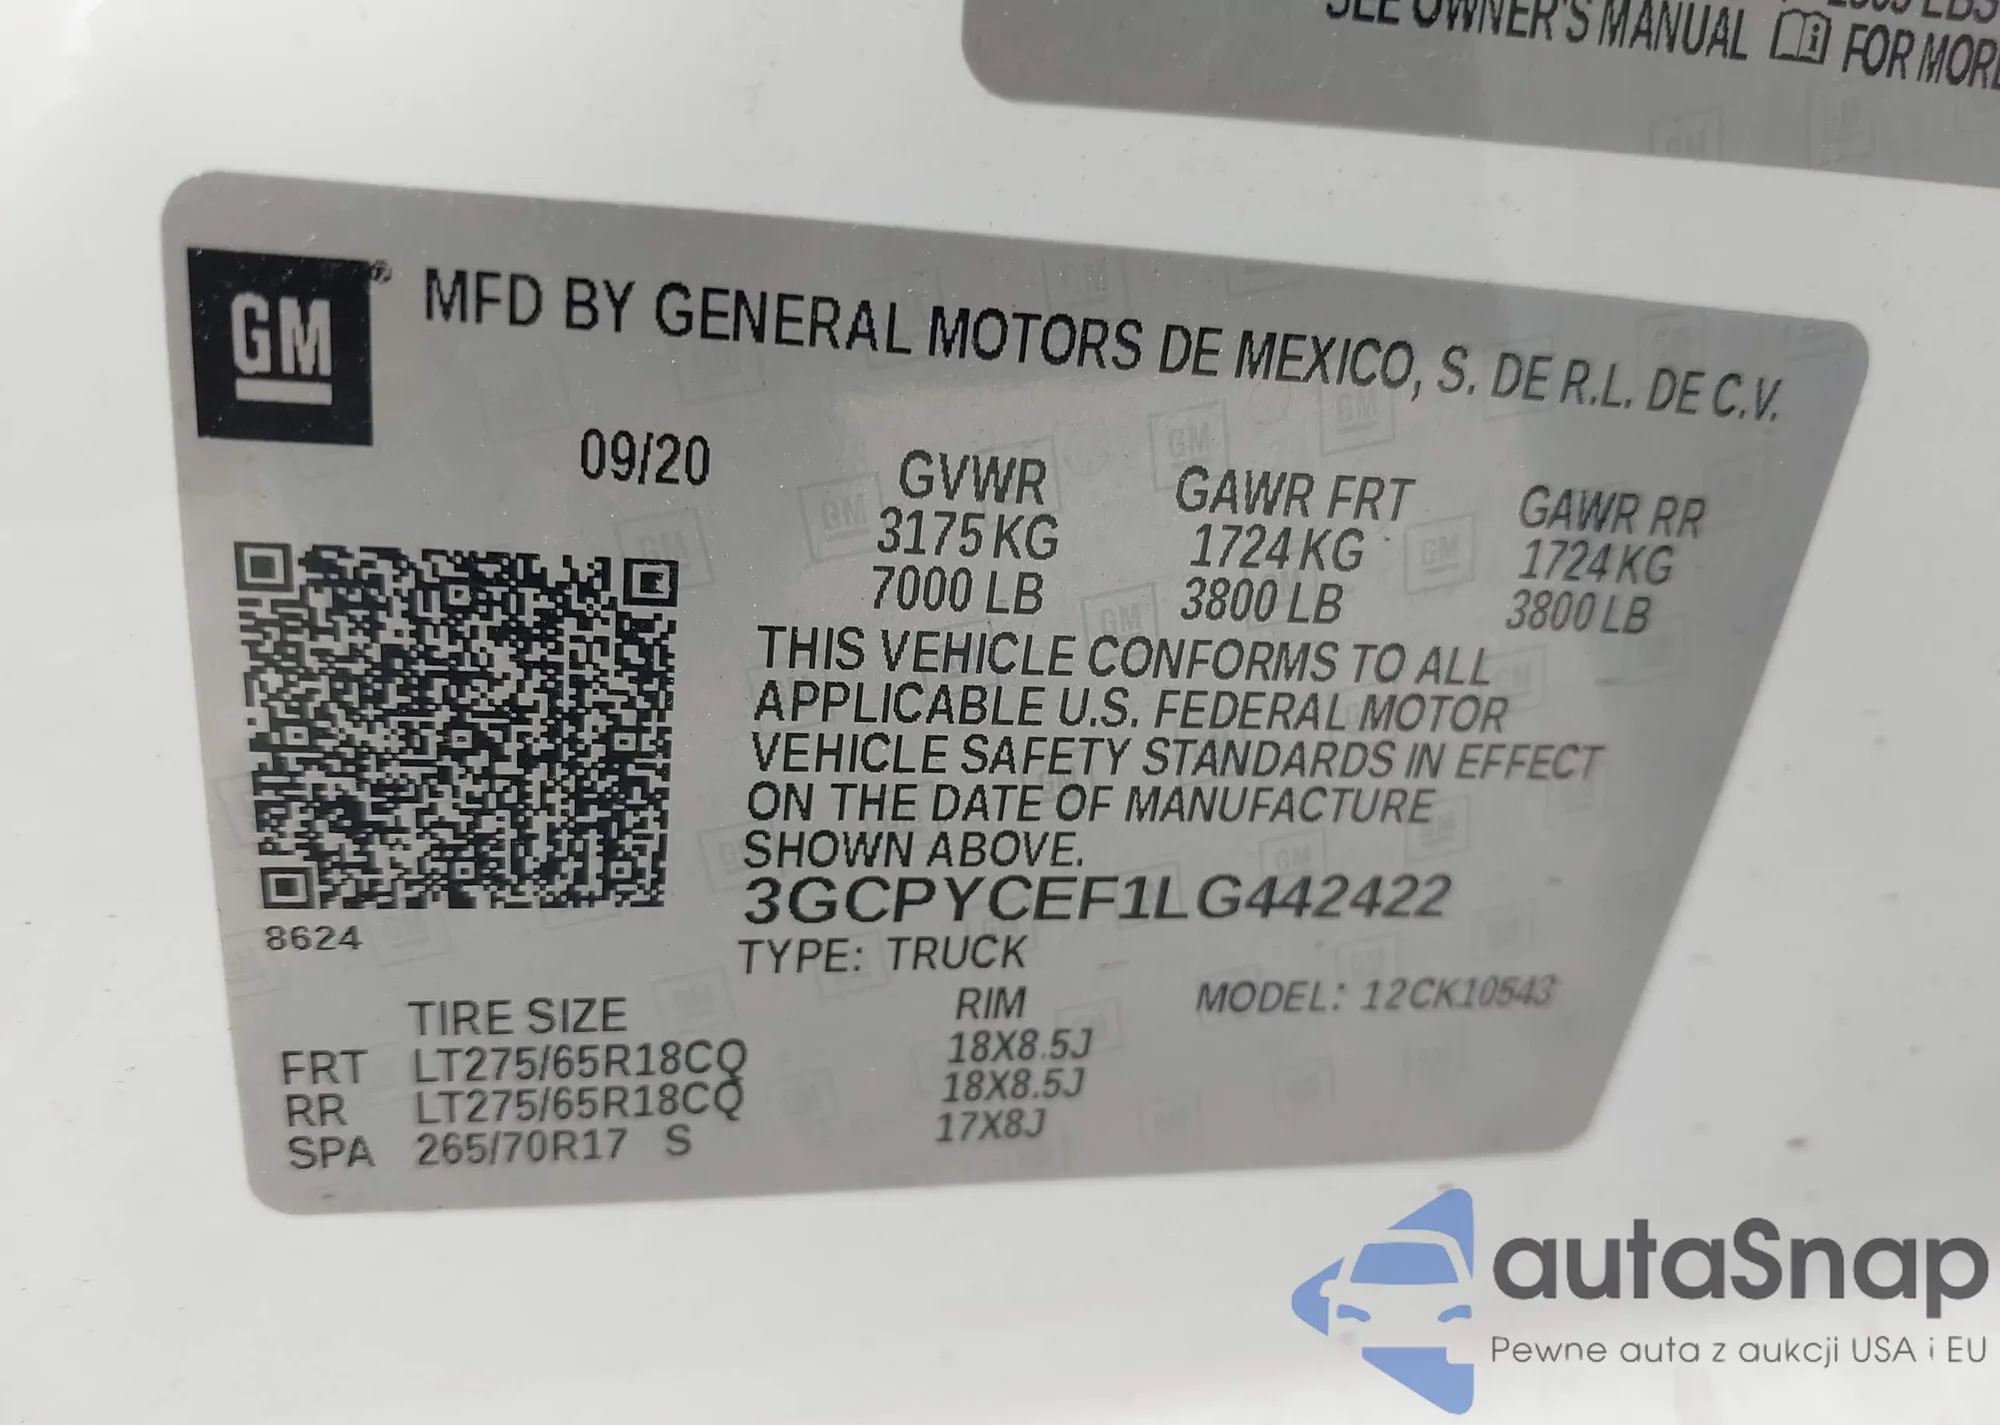 SEE OWNER'S MANUAL FOR MORE
GM
MFD BY GENERAL MOTORS DE MEXICO, S. DE R.L. DE C.V.
09/20
GVWR GAWR FRT GAWR RR
3175 KG 1724 KG 1724 KG
7000 LB 3800 LB 3800 LB
THIS VEHICLE CONFORMS TO ALL
APPLICABLE U.S. FEDERAL MOTOR
VEHICLE SAFETY STANDARDS IN EFFECT
ON THE DATE OF MANUFACTURE
SHOWN ABOVE.
3GCPYCEF1LG442422
8624
TYPE: TRUCK
TIRE SIZE RIM MODEL: 12CK10543
FRT LT275/65R18CQ 18X8.5J
RR LT275/65R18CQ 18X8.5J
SPA 265/70R17 S 17X8J
autaSnap
Pewne auta z aukcji USA i EU